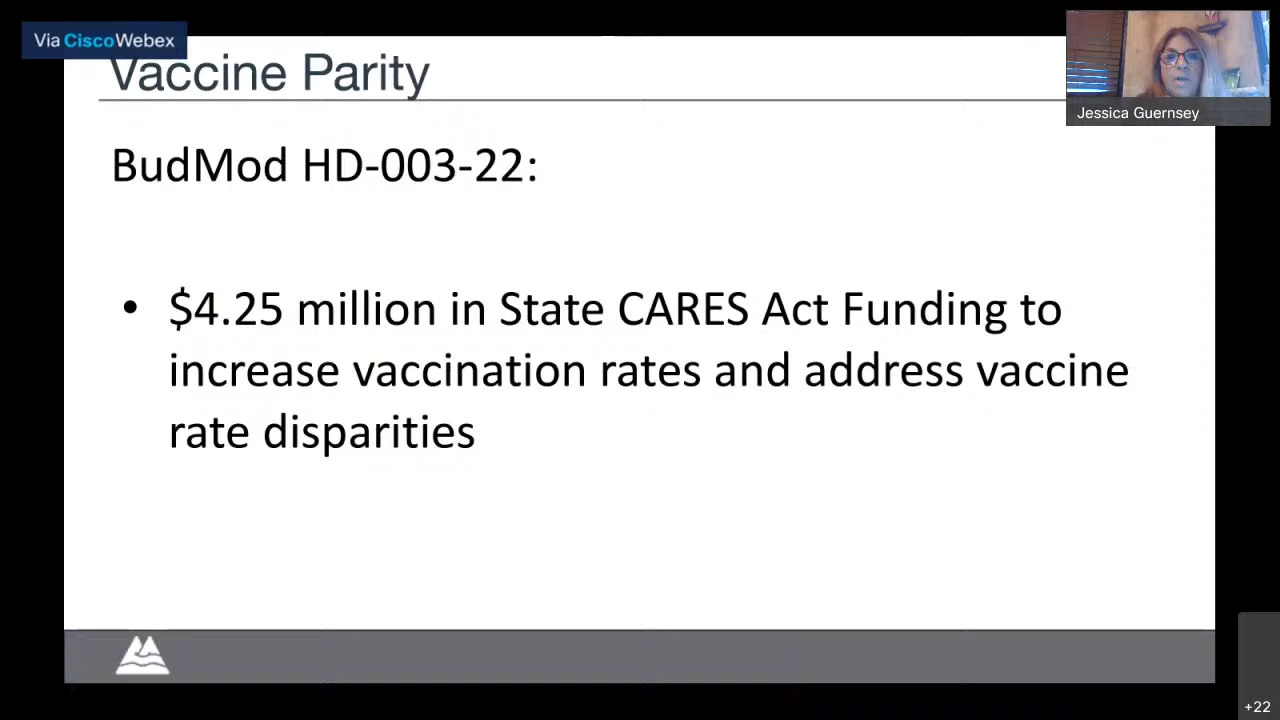 Via CiscoWebex
Vaccine Parity
Jessica Guernsey
BudMod HD-003-22:
• $4.25 million in State CARES Act Funding to
increase vaccination rates and address vaccine
rate disparities
+22